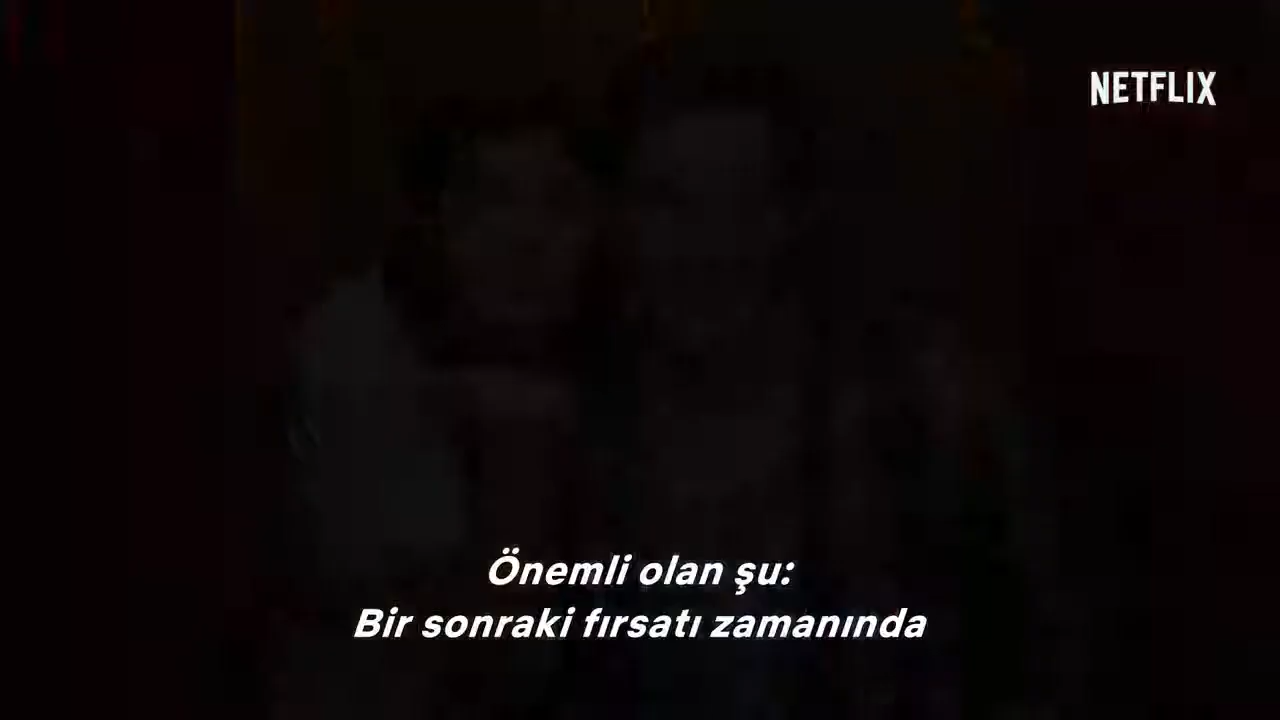 NETFLIX
Önemli olan şu:
Bir sonraki fırsatı zamanında